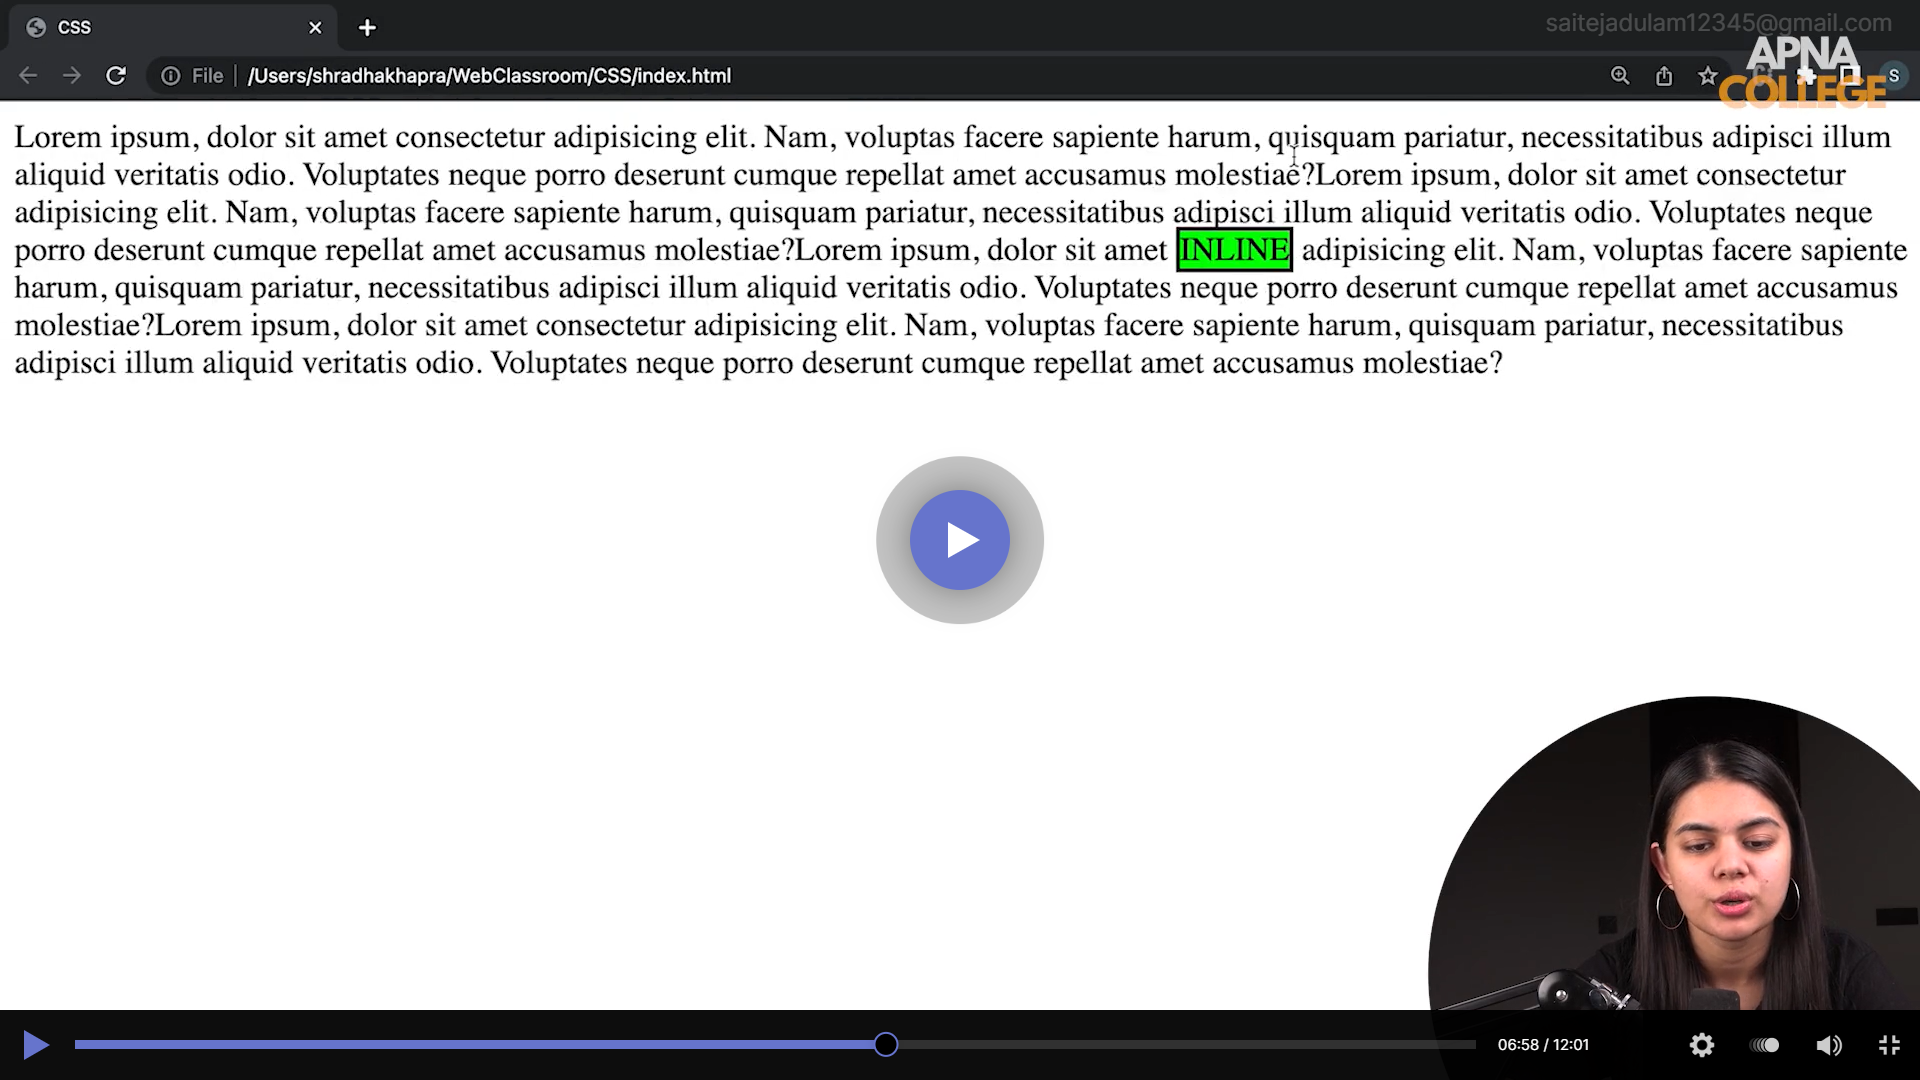 CSS
saitejadulam12345@gmail.com
APNA
COLLEGE
File /Users/shradhakhapra/WebClassroom/CSS/index.html
S
Lorem ipsum, dolor sit amet consectetur adipisicing elit. Nam, voluptas facere sapiente harum, quisquam pariatur, necessitatibus adipisci illum
aliquid veritatis odio. Voluptates neque porro deserunt cumque repellat amet accusamus molestiae?Lorem ipsum, dolor sit amet consectetur
adipisicing elit. Nam, voluptas facere sapiente harum, quisquam pariatur, necessitatibus adipisci illum aliquid veritatis odio. Voluptates neque
porro deserunt cumque repellat amet accusamus molestiae?Lorem ipsum, dolor sit amet INLINE adipisicing elit. Nam, voluptas facere sapiente
harum, quisquam pariatur, necessitatibus adipisci illum aliquid veritatis odio. Voluptates neque porro deserunt cumque repellat amet accusamus
molestiae?Lorem ipsum, dolor sit amet consectetur adipisicing elit. Nam, voluptas facere sapiente harum, quisquam pariatur, necessitatibus
adipisci illum aliquid veritatis odio. Voluptates neque porro deserunt cumque repellat amet accusamus molestiae?
06:58 / 12:01